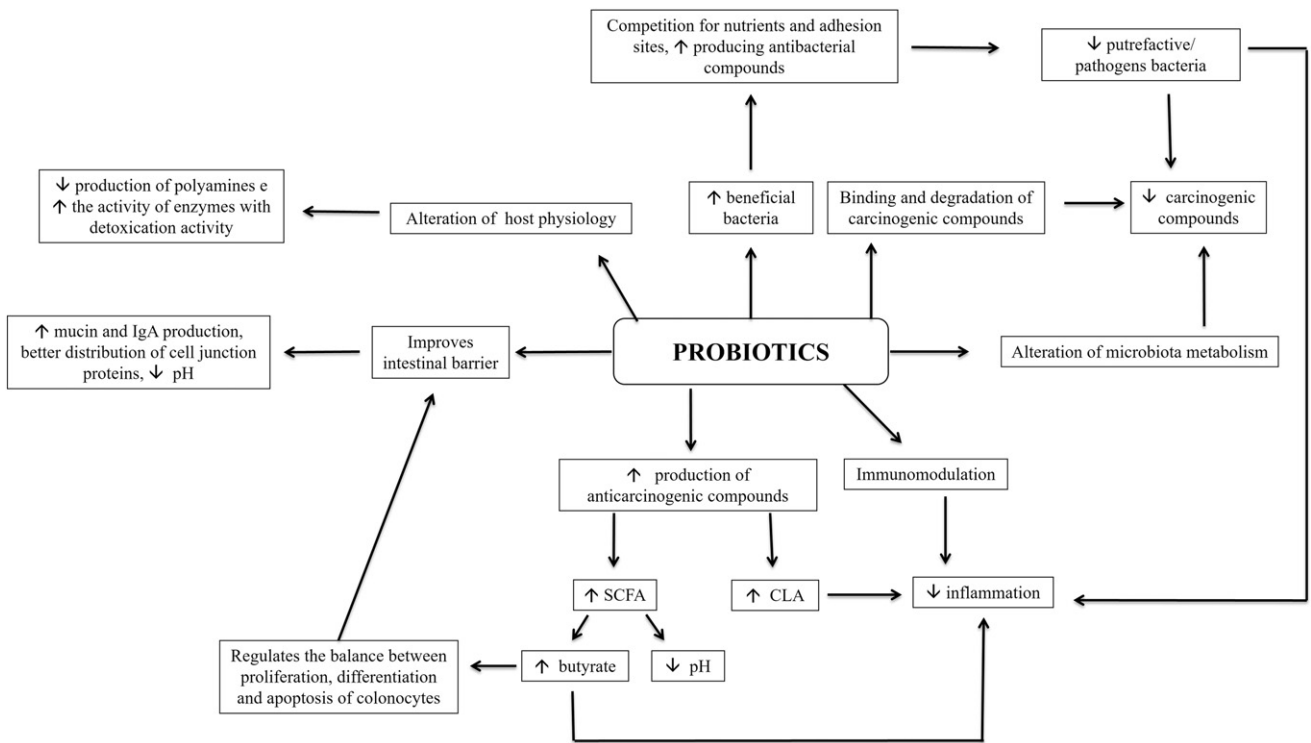 Competition for nutrients and adhesion
sites, ↑ producing antibacterial
compounds
↓ putrefactive/
pathogens bacteria
↓ production of polyamines e
↑ the activity of enzymes with
detoxication activity
Alteration of host physiology
↑ beneficial
bacteria
Binding and degradation of
carcinogenic compounds
↓ carcinogenic
compounds
↑ mucin and IgA production,
better distribution of cell junction
proteins, ↓ pH
Improves
intestinal barrier
PROBIOTICS
Alteration of microbiota metabolism
↑ production of
anticarcinogenic compounds
Immunomodulation
↑ SCFA
↑ CLA
↓ inflammation
Regulates the balance between
proliferation, differentiation
and apoptosis of colonocytes
↑ butyrate
↓ pH